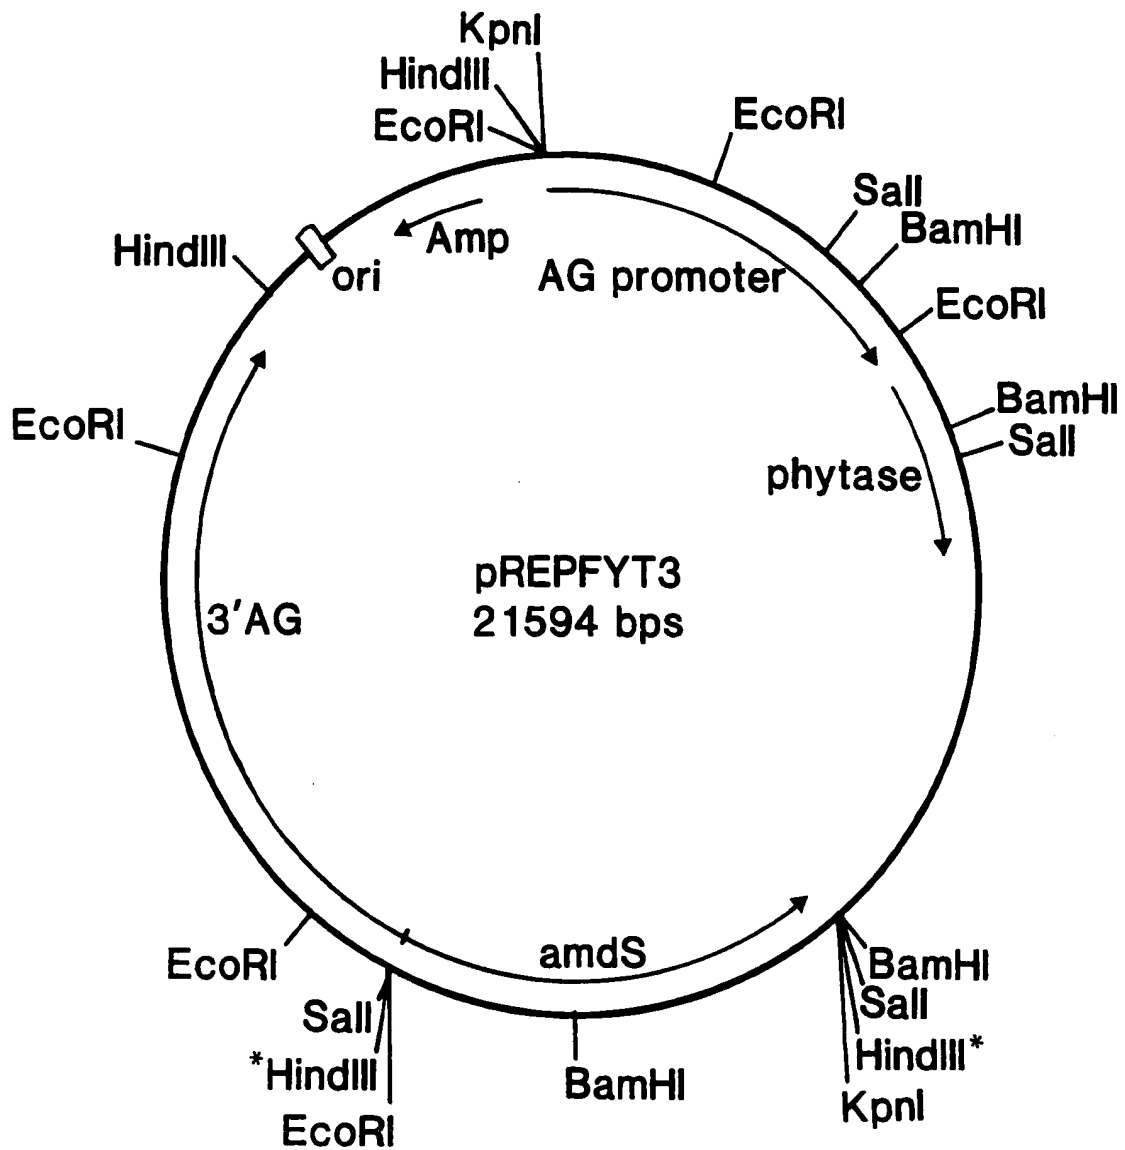 KpnI
HindIII
EcoRI
EcoRI
SalI
BamHI
HindIII
ori
Amp
AG promoter
EcoRI
BamHI
SalI
EcoRI
phytase
pREPFYT3
21594 bps
3'AG
amdS
EcoRI
BamHI
SalI
SalI
HindIII*
*HindIII
BamHI
KpnI
EcoRI